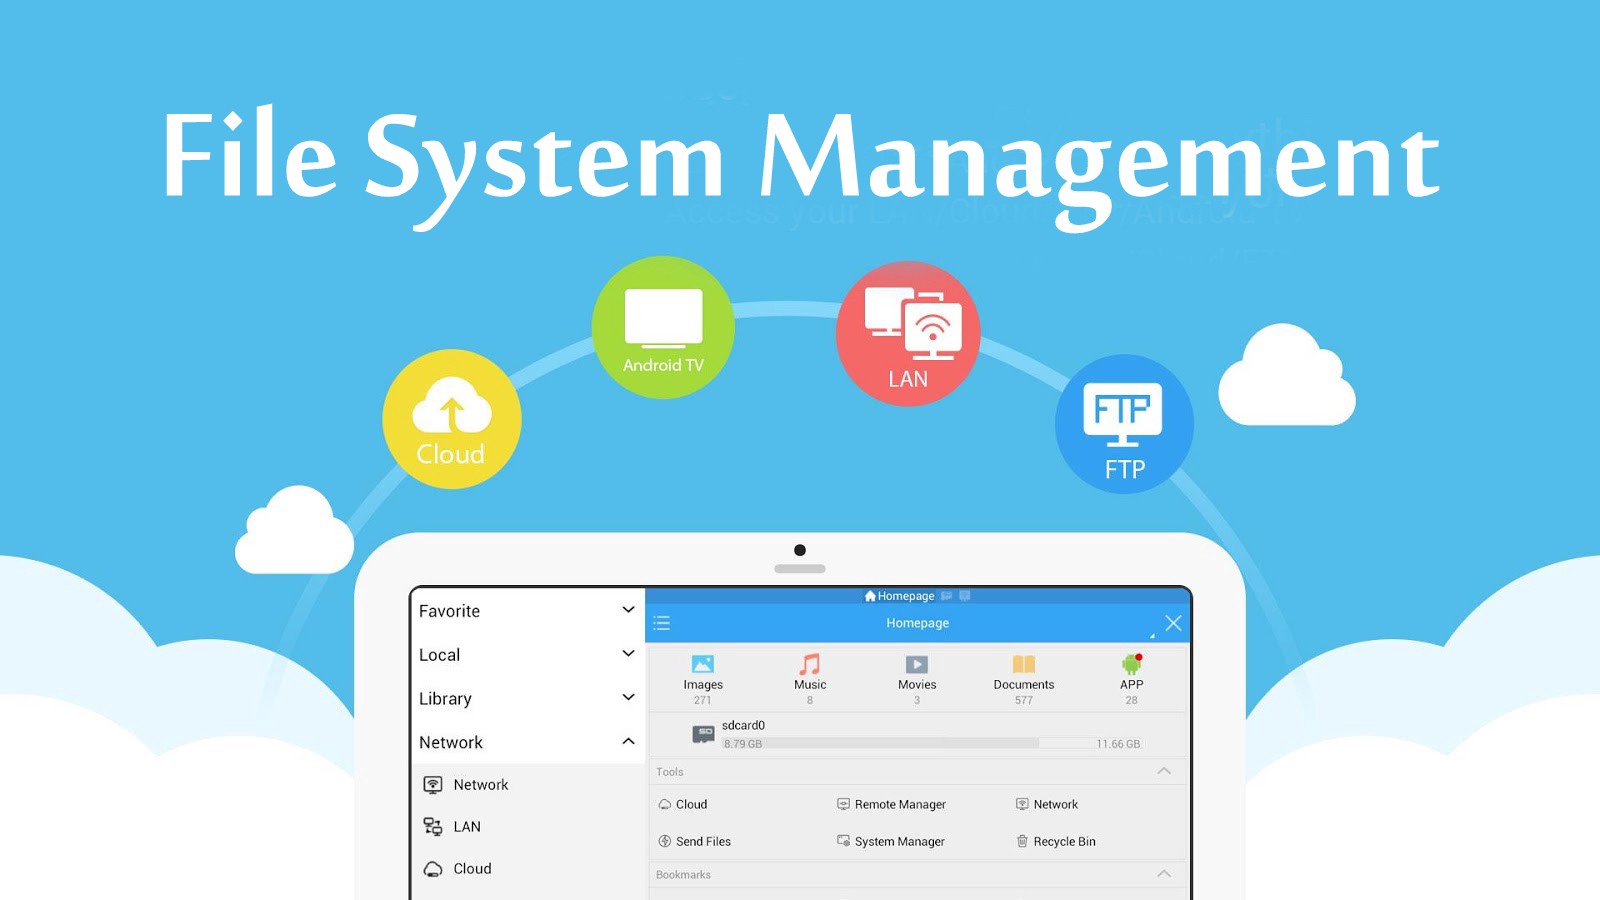 File System Management
Android TV
LAN
Cloud
FTP
FTP
Favorite
Local
Library
Network
Network
LAN
Cloud
Homepage
Homepage
Images
271
Music
8
Movies
3
Documents
577
APP
28
SD
sdcard0
8.79 GB
11.66 GB
Tools
Cloud
Remote Manager
Network
Send Files
System Manager
Recycle Bin
Bookmarks